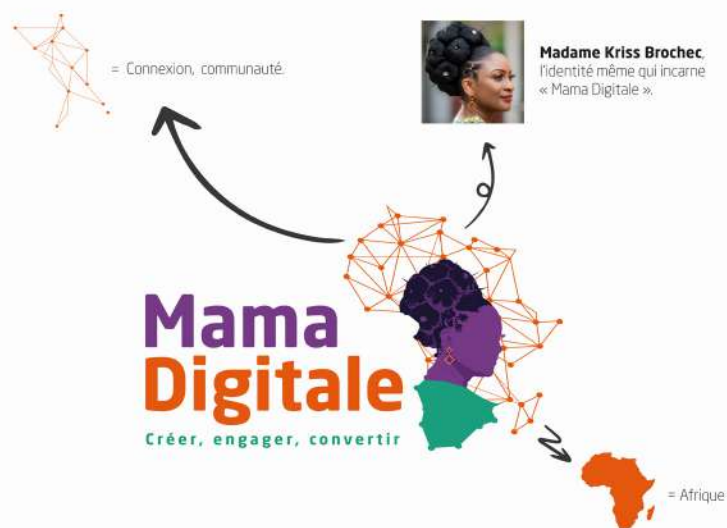 = Connexion, communauté.
Madame Kriss Brochec,
l'identité même qui incarne
« Mama Digitale ».
Mama
Digitale
Créer, engager, convertir
= Afrique